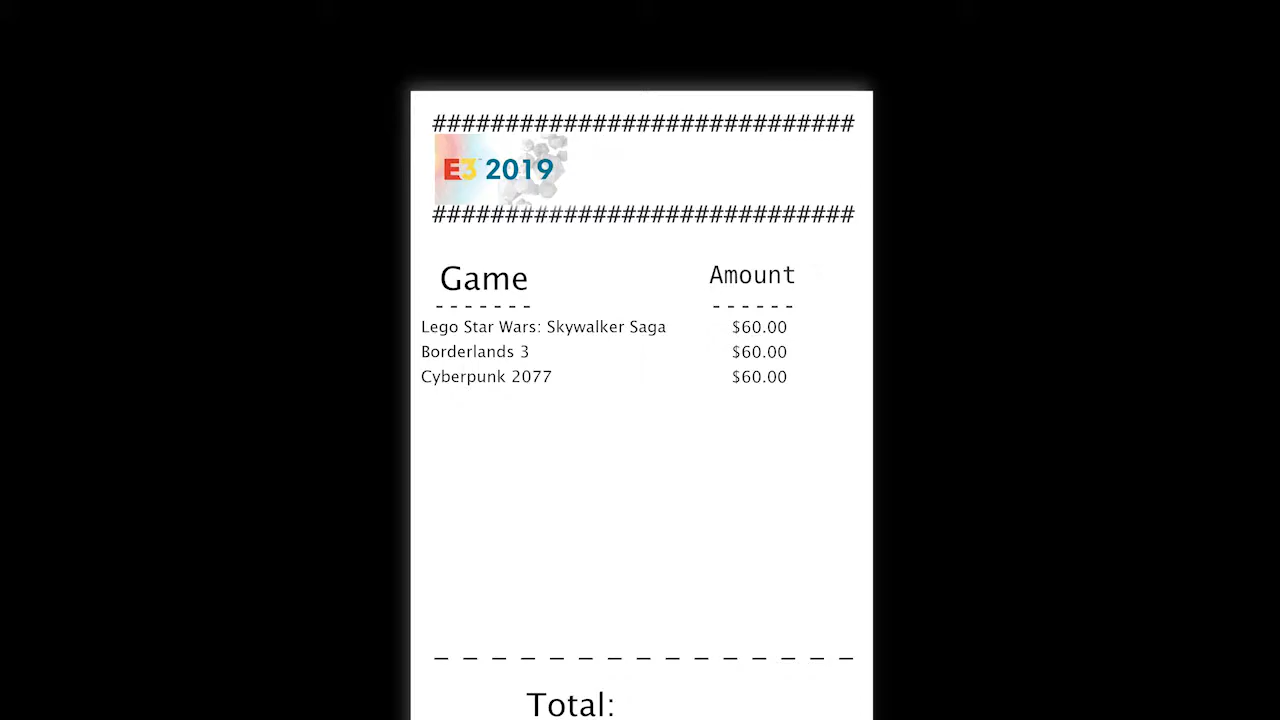 #############################
E3 2019
#############################
Game Amount
------- ------
Lego Star Wars: Skywalker Saga $60.00
Borderlands 3 $60.00
Cyberpunk 2077 $60.00
_ _ _ _ _ _ _ _ _ _ _ _ _ _ _
Total: